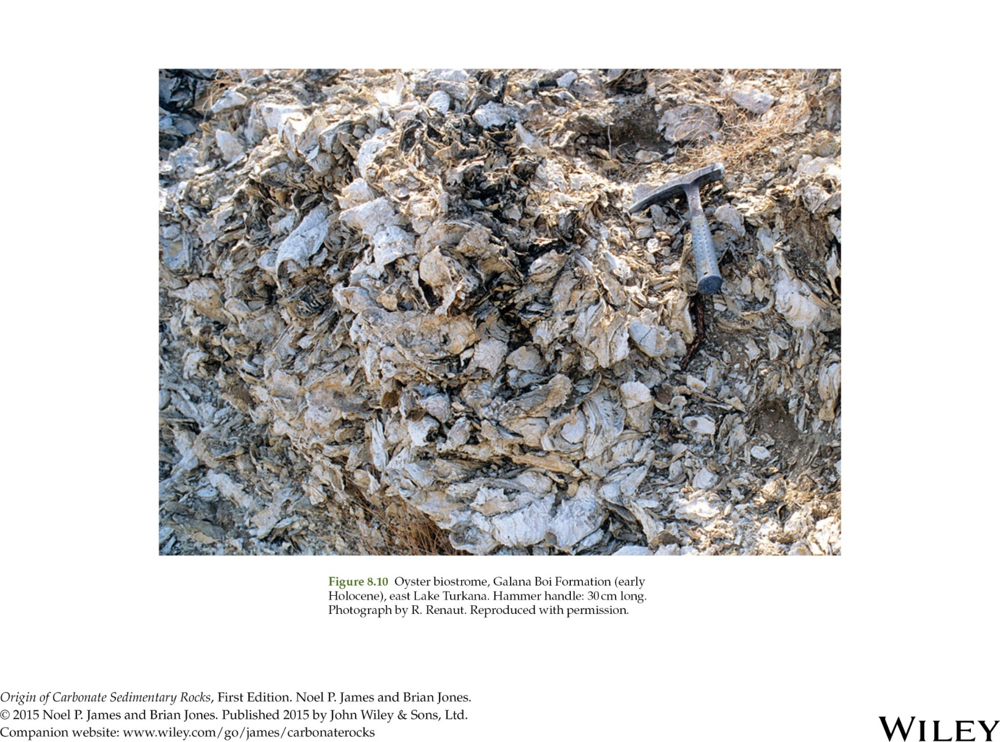 Figure 8.10 Oyster biostrome, Galana Boi Formation (early
Holocene), east Lake Turkana. Hammer handle: 30 cm long.
Photograph by R. Renaut. Reproduced with permission.
Origin of Carbonate Sedimentary Rocks, First Edition. Noel P. James and Brian Jones.
© 2015 Noel P. James and Brian Jones. Published 2015 by John Wiley & Sons, Ltd.
Companion website: www.wiley.com/go/james/carbonaterocks
WILEY